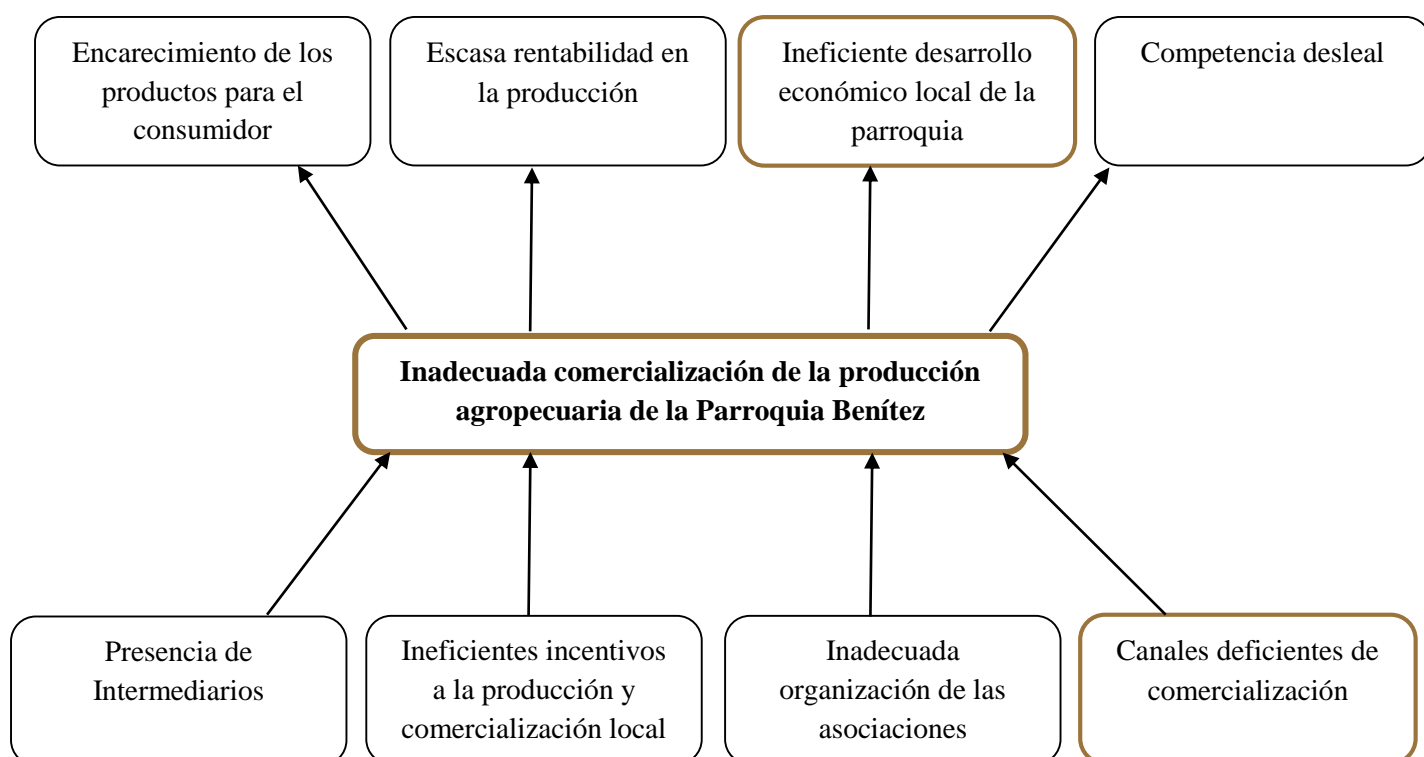 Encarecimiento de los
productos para el
consumidor
Escasa rentabilidad en
la producción
Ineficiente desarrollo
económico local de la
parroquia
Competencia desleal
Inadecuada comercialización de la producción
agropecuaria de la Parroquia Benítez
Presencia de
Intermediarios
Ineficientes incentivos
a la producción y
comercialización local
Inadecuada
organización de las
asociaciones
Canales deficientes de
comercialización